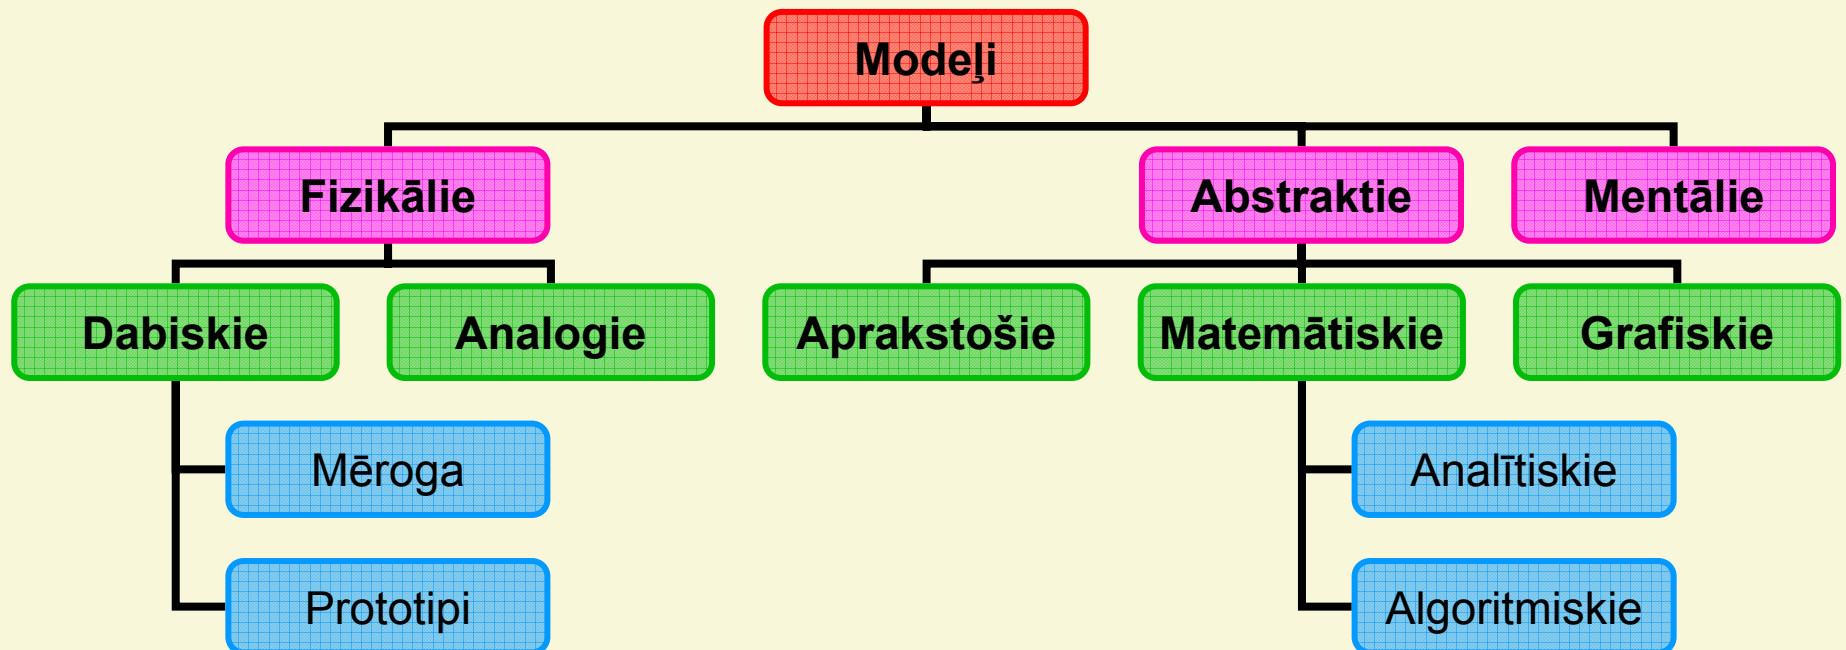 Modeļi
Fizikālie
Abstraktie
Mentālie
Dabiskie
Analogie
Aprakstošie
Matemātiskie
Grafiskie
Mēroga
Analītiskie
Prototipi
Algoritmiskie